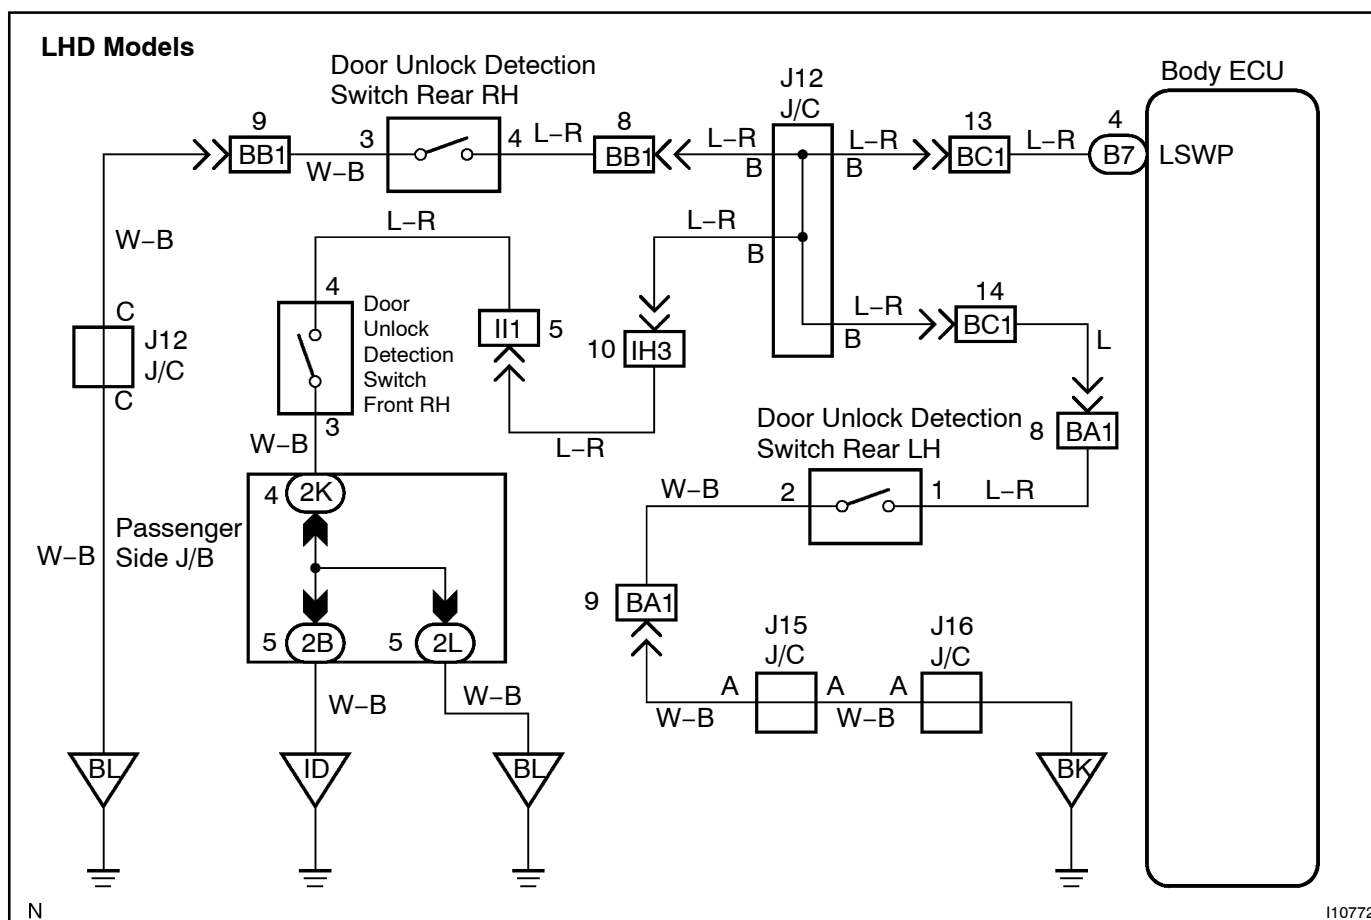 LHD Models
Door Unlock Detection
Switch Rear RH
J12
J/C
Body ECU
9
BB1
3
W−B
4
L−R
8
BB1
L−R
B
L−R
B
13
BC1
L−R
4
B7
LSWP
W−B
L−R
L−R
B
C
J12
J/C
C
4
Door
Unlock
Detection
Switch
Front RH
3
II1
5
10
IH3
L−R
B
14
BC1
L
W−B
L−R
Door Unlock Detection
Switch Rear LH
8
BA1
W−B
2
1
L−R
4
2K
Passenger
Side J/B
W−B
5
2B
5
2L
9
BA1
J15
J/C
J16
J/C
A
A
A
W−B
W−B
W−B
W−B
BL
ID
BL
BK
N
I10772